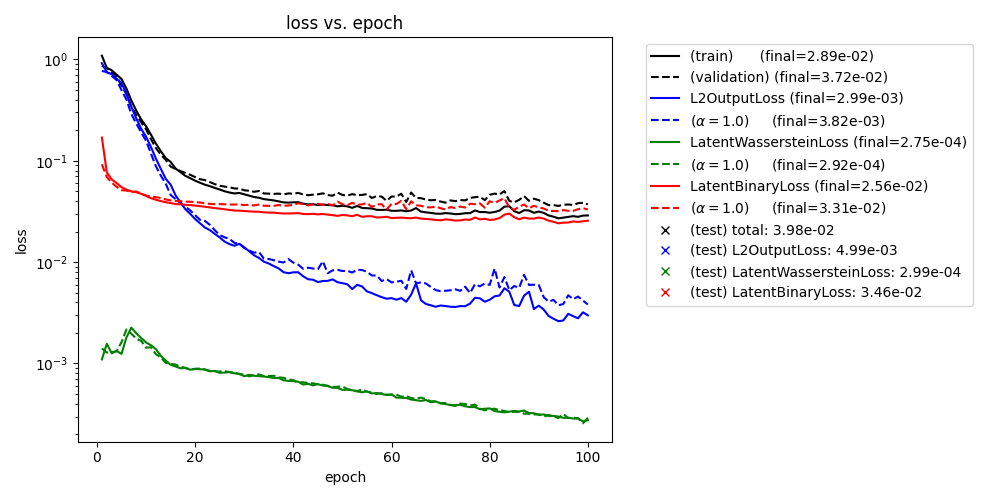 loss vs. epoch
loss
10⁰
10⁻¹
10⁻²
10⁻³
0 20 40 60 80 100
epoch
(train) (final=2.89e-02)
(validation) (final=3.72e-02)
L2OutputLoss (final=2.99e-03)
(α = 1.0) (final=3.82e-03)
LatentWassersteinLoss (final=2.75e-04)
(α = 1.0) (final=2.92e-04)
LatentBinaryLoss (final=2.56e-02)
(α = 1.0) (final=3.31e-02)
(test) total: 3.98e-02
(test) L2OutputLoss: 4.99e-03
(test) LatentWassersteinLoss: 2.99e-04
(test) LatentBinaryLoss: 3.46e-02